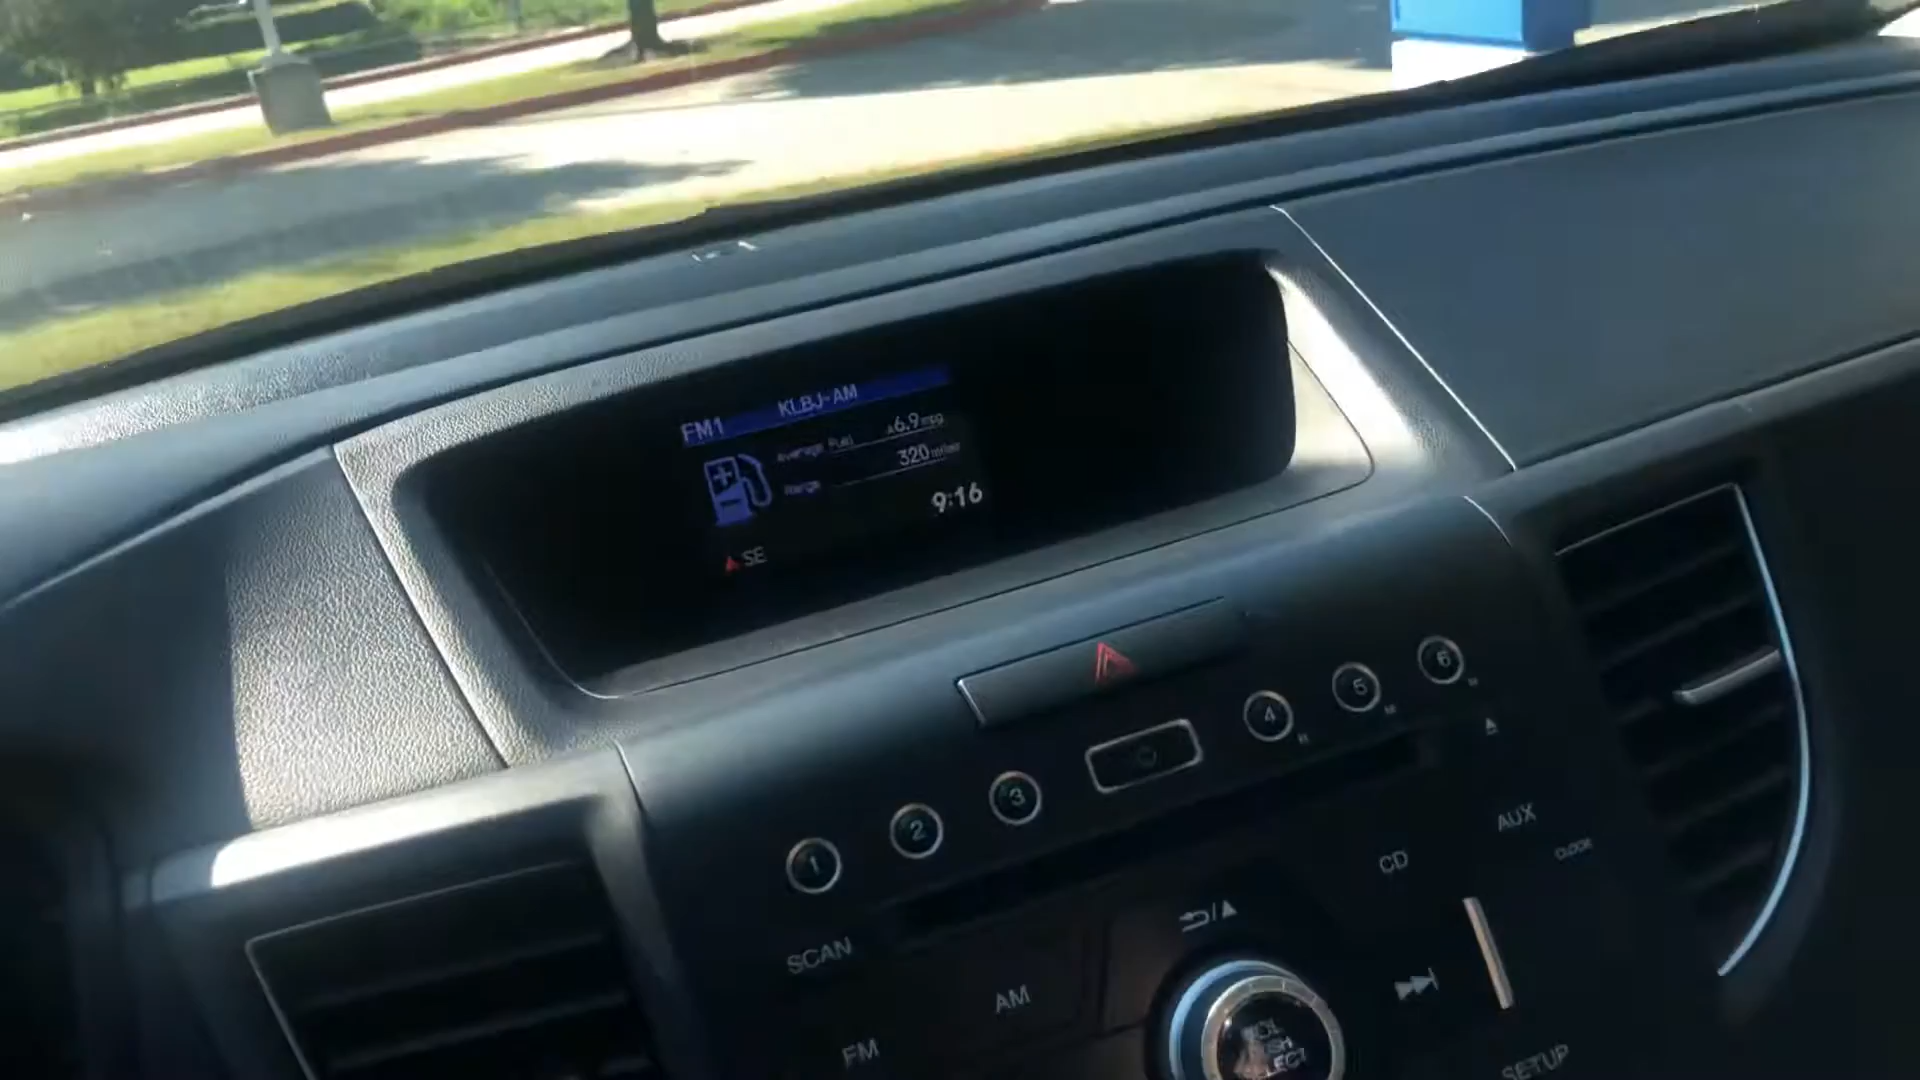 KLBJ-AM
FM1
Average Fuel 6.9 mpg
Range 320 miles
9:16
SE
1 2 3 4 5 6
AUX
CLOCK
CD
SCAN
AM
FM
SETUP